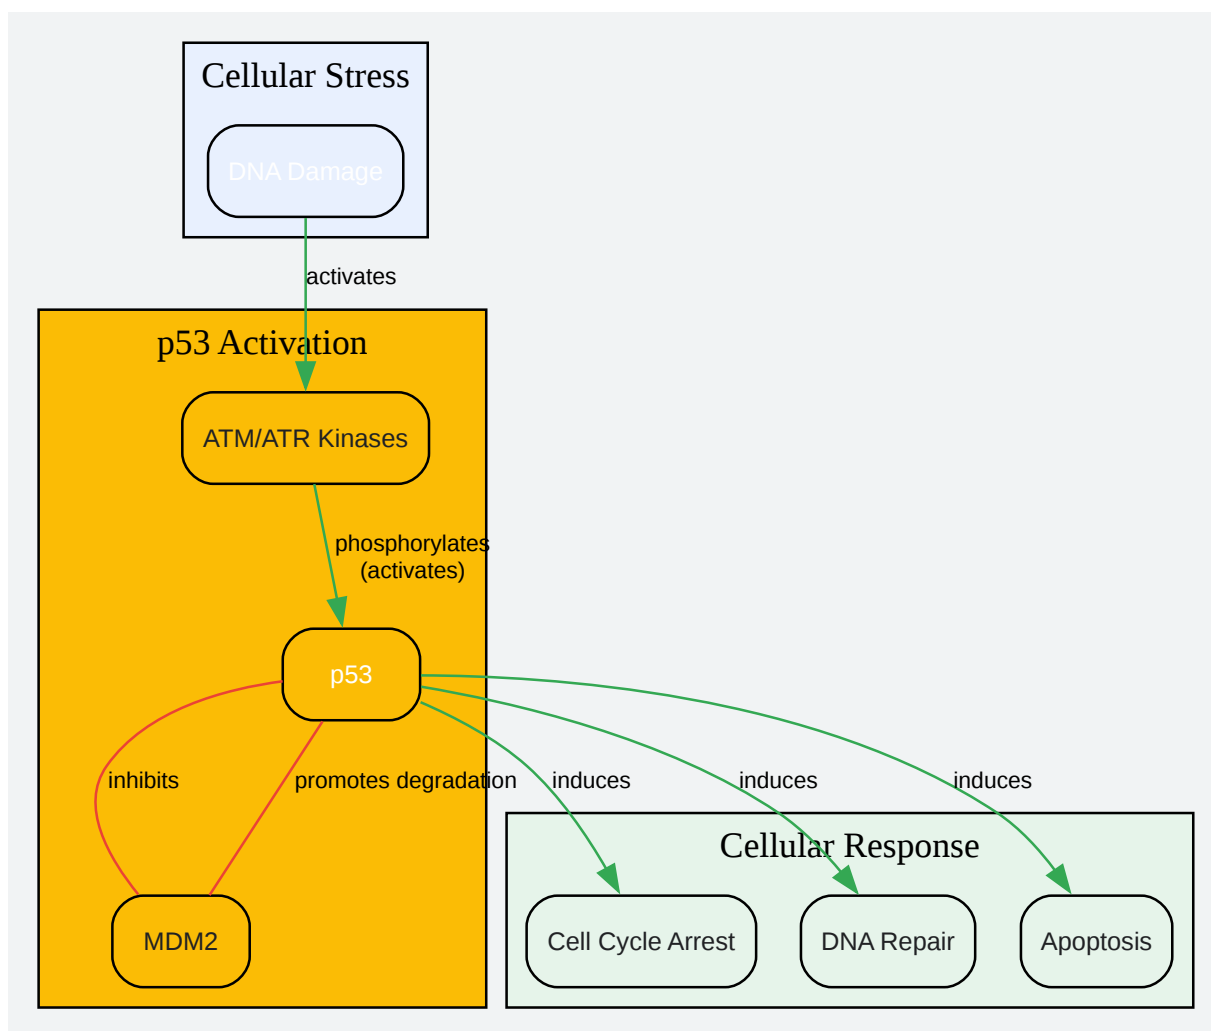 Cellular Stress
DNA Damage
activates
p53 Activation
ATM/ATR Kinases
phosphorylates
(activates)
p53
inhibits
promotes degradation
induces
induces
induces
Cellular Response
MDM2
Cell Cycle Arrest
DNA Repair
Apoptosis